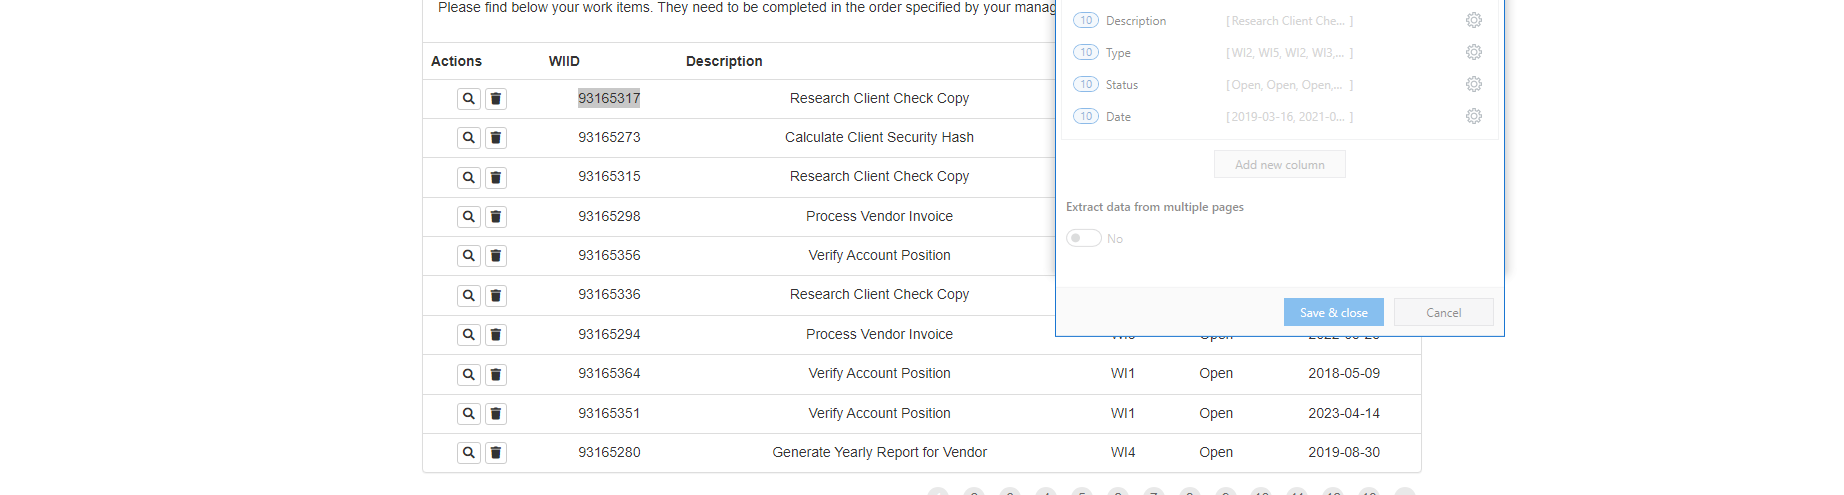 Please find below your work items. They need to be completed in the order specified by your manag
Actions WIID Description
93165317 Research Client Check Copy
93165273 Calculate Client Security Hash
93165315 Research Client Check Copy
93165298 Process Vendor Invoice
93165356 Verify Account Position
93165336 Research Client Check Copy
93165294 Process Vendor Invoice
93165364 Verify Account Position WI1 Open 2018-05-09
93165351 Verify Account Position WI1 Open 2023-04-14
93165280 Generate Yearly Report for Vendor WI4 Open 2019-08-30
10 Description [Research Client Che... ]
10 Type [WI2, WI5, WI2, WI3,... ]
10 Status [Open, Open, Open,... ]
10 Date [2019-03-16, 2021-0... ]
Add new column
Extract data from multiple pages
No
Save & close Cancel